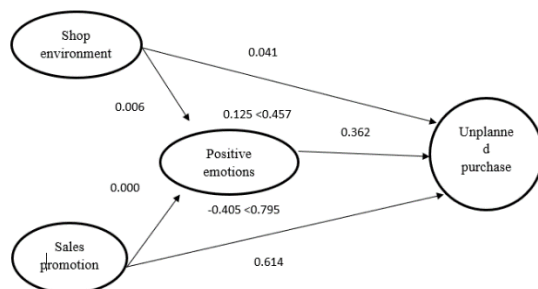 Shop
environment
0.041
0.006
0.125 <0.457
Positive
emotions
0.362
Unplanne
d
purchase
0.000
-0.405 <0.795
Sales
promotion
0.614